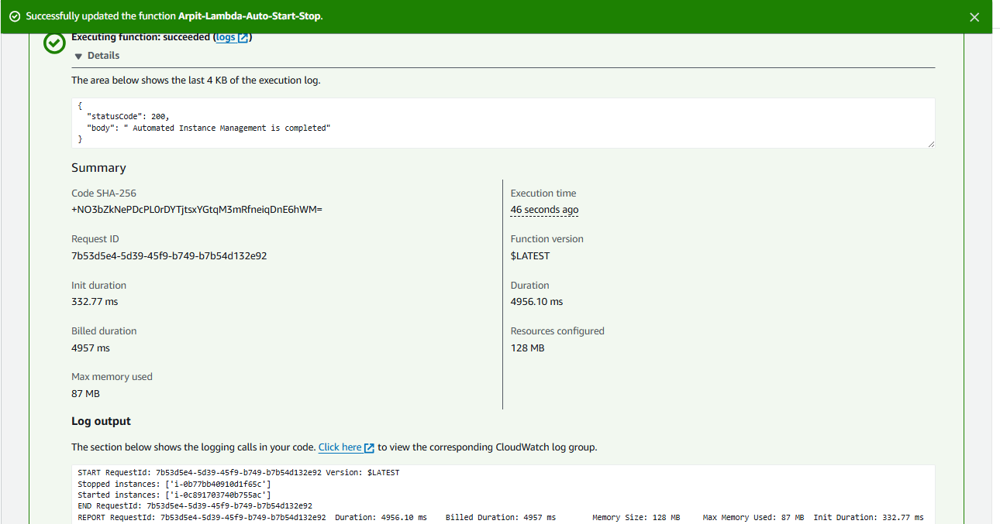 Successfully updated the function Arpit-Lambda-Auto-Start-Stop.
Executing function: succeeded (logs)
Details
The area below shows the last 4 KB of the execution log.
{
"statusCode": 200,
"body": " Automated Instance Management is completed"
}
Summary
Code SHA-256
+NO3bZkNePDcPL0rDYTjtsxYGtqM3mRfneiqDnE6hWM=
Execution time
46 seconds ago
Request ID
7b53d5e4-5d39-45f9-b749-b7b54d132e92
Function version
$LATEST
Init duration
332.77 ms
Duration
4956.10 ms
Billed duration
4957 ms
Resources configured
128 MB
Max memory used
87 MB
Log output
The section below shows the logging calls in your code. Click here to view the corresponding CloudWatch log group.
START RequestId: 7b53d5e4-5d39-45f9-b749-b7b54d132e92 Version: $LATEST
Stopped instances: ['i-0b77bb40910d1f65c']
Started instances: ['i-0c891703740b755ac']
END RequestId: 7b53d5e4-5d39-45f9-b749-b7b54d132e92
REPORT RequestId: 7b53d5e4-5d39-45f9-b749-b7b54d132e92 Duration: 4956.10 ms Billed Duration: 4957 ms Memory Size: 128 MB Max Memory Used: 87 MB Init Duration: 332.77 ms